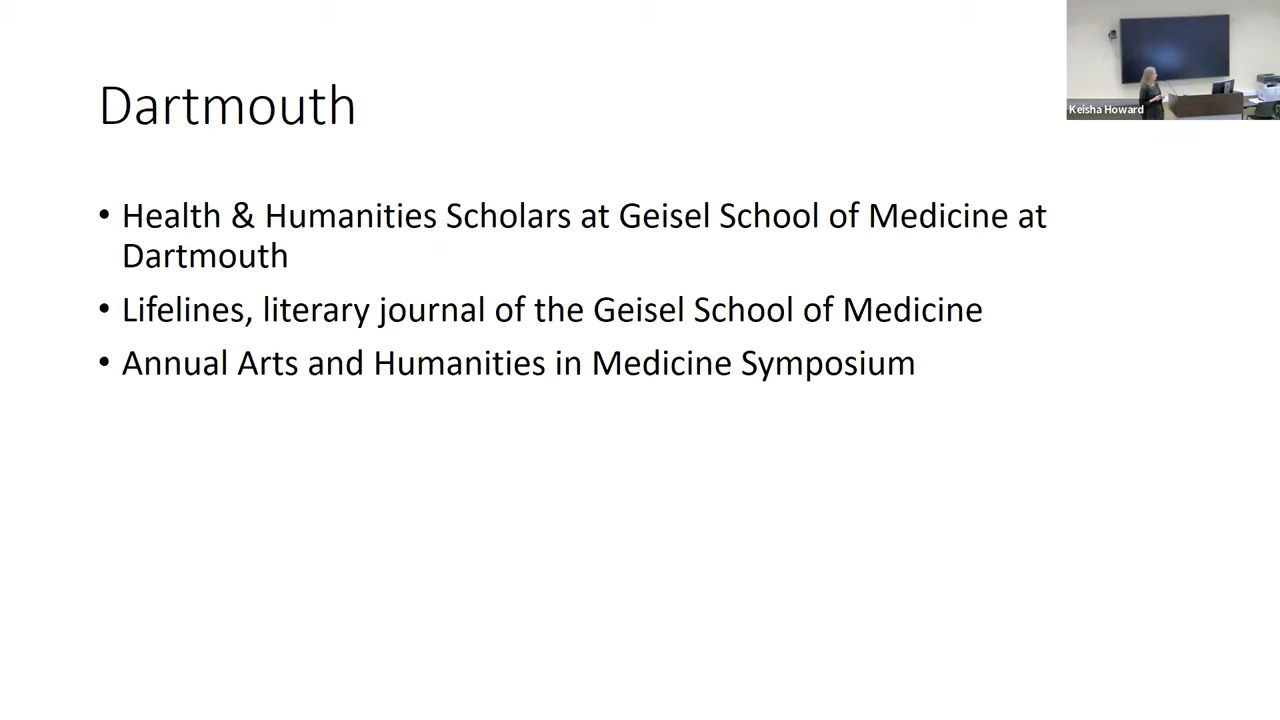 Dartmouth
Keisha Howard
• Health & Humanities Scholars at Geisel School of Medicine at
Dartmouth
• Lifelines, literary journal of the Geisel School of Medicine
• Annual Arts and Humanities in Medicine Symposium